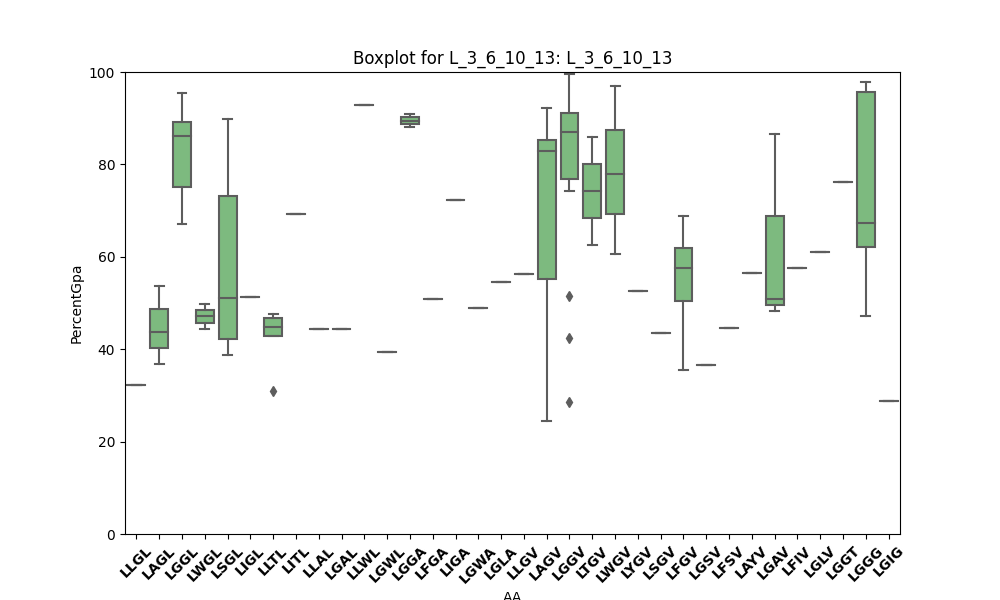 Boxplot for L_3_6_10_13: L_3_6_10_13
100
80
60
40
20
0
PercentGpa
LLGL LAGL LGGL LWGL LSGL LIGL LLTL LITL LLAL LGAL LLWL LGWL LGGA LFGA LIGA LGWA LGLA LLGV LAGV LGGV LTGV LWGV LYGV LSGV LFGV LGSV LFSV LAYV LGAV LFIV LGLV LGGT LGGG LGIG
AA